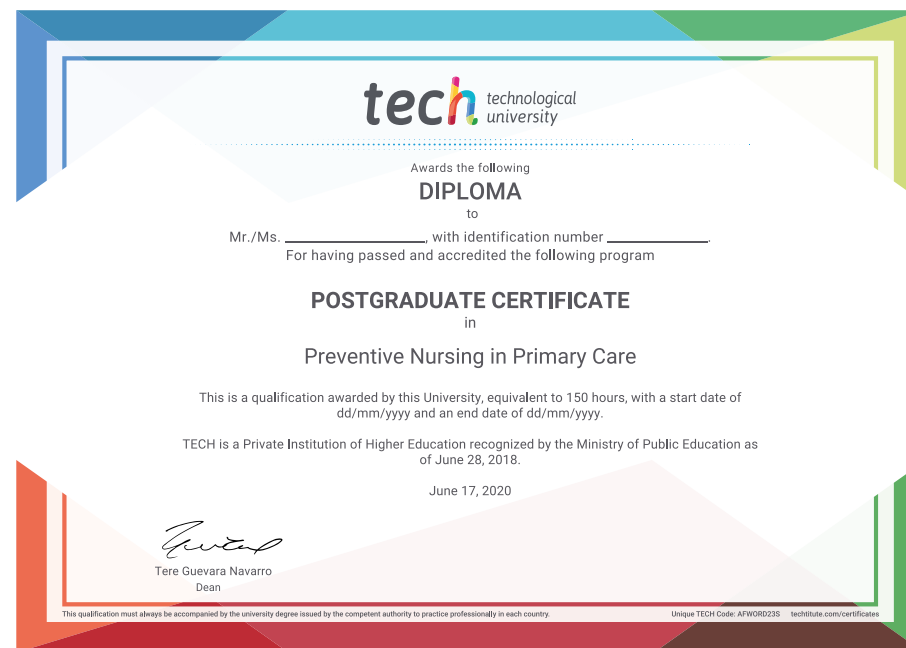 tech technological
university
Awards the following
DIPLOMA
to
Mr./Ms. ____________, with identification number ____________.
For having passed and accredited the following program
POSTGRADUATE CERTIFICATE
in
Preventive Nursing in Primary Care
This is a qualification awarded by this University, equivalent to 150 hours, with a start date of
dd/mm/yyyy and an end date of dd/mm/yyyy.
TECH is a Private Institution of Higher Education recognized by the Ministry of Public Education as
of June 28, 2018.
June 17, 2020
Tere Guevara Navarro
Dean
This qualification must always be accompanied by the university degree issued by the competent authority to practice professionally in each country.
Unique TECH Code: AFWORD23S techtitute.com/certificates